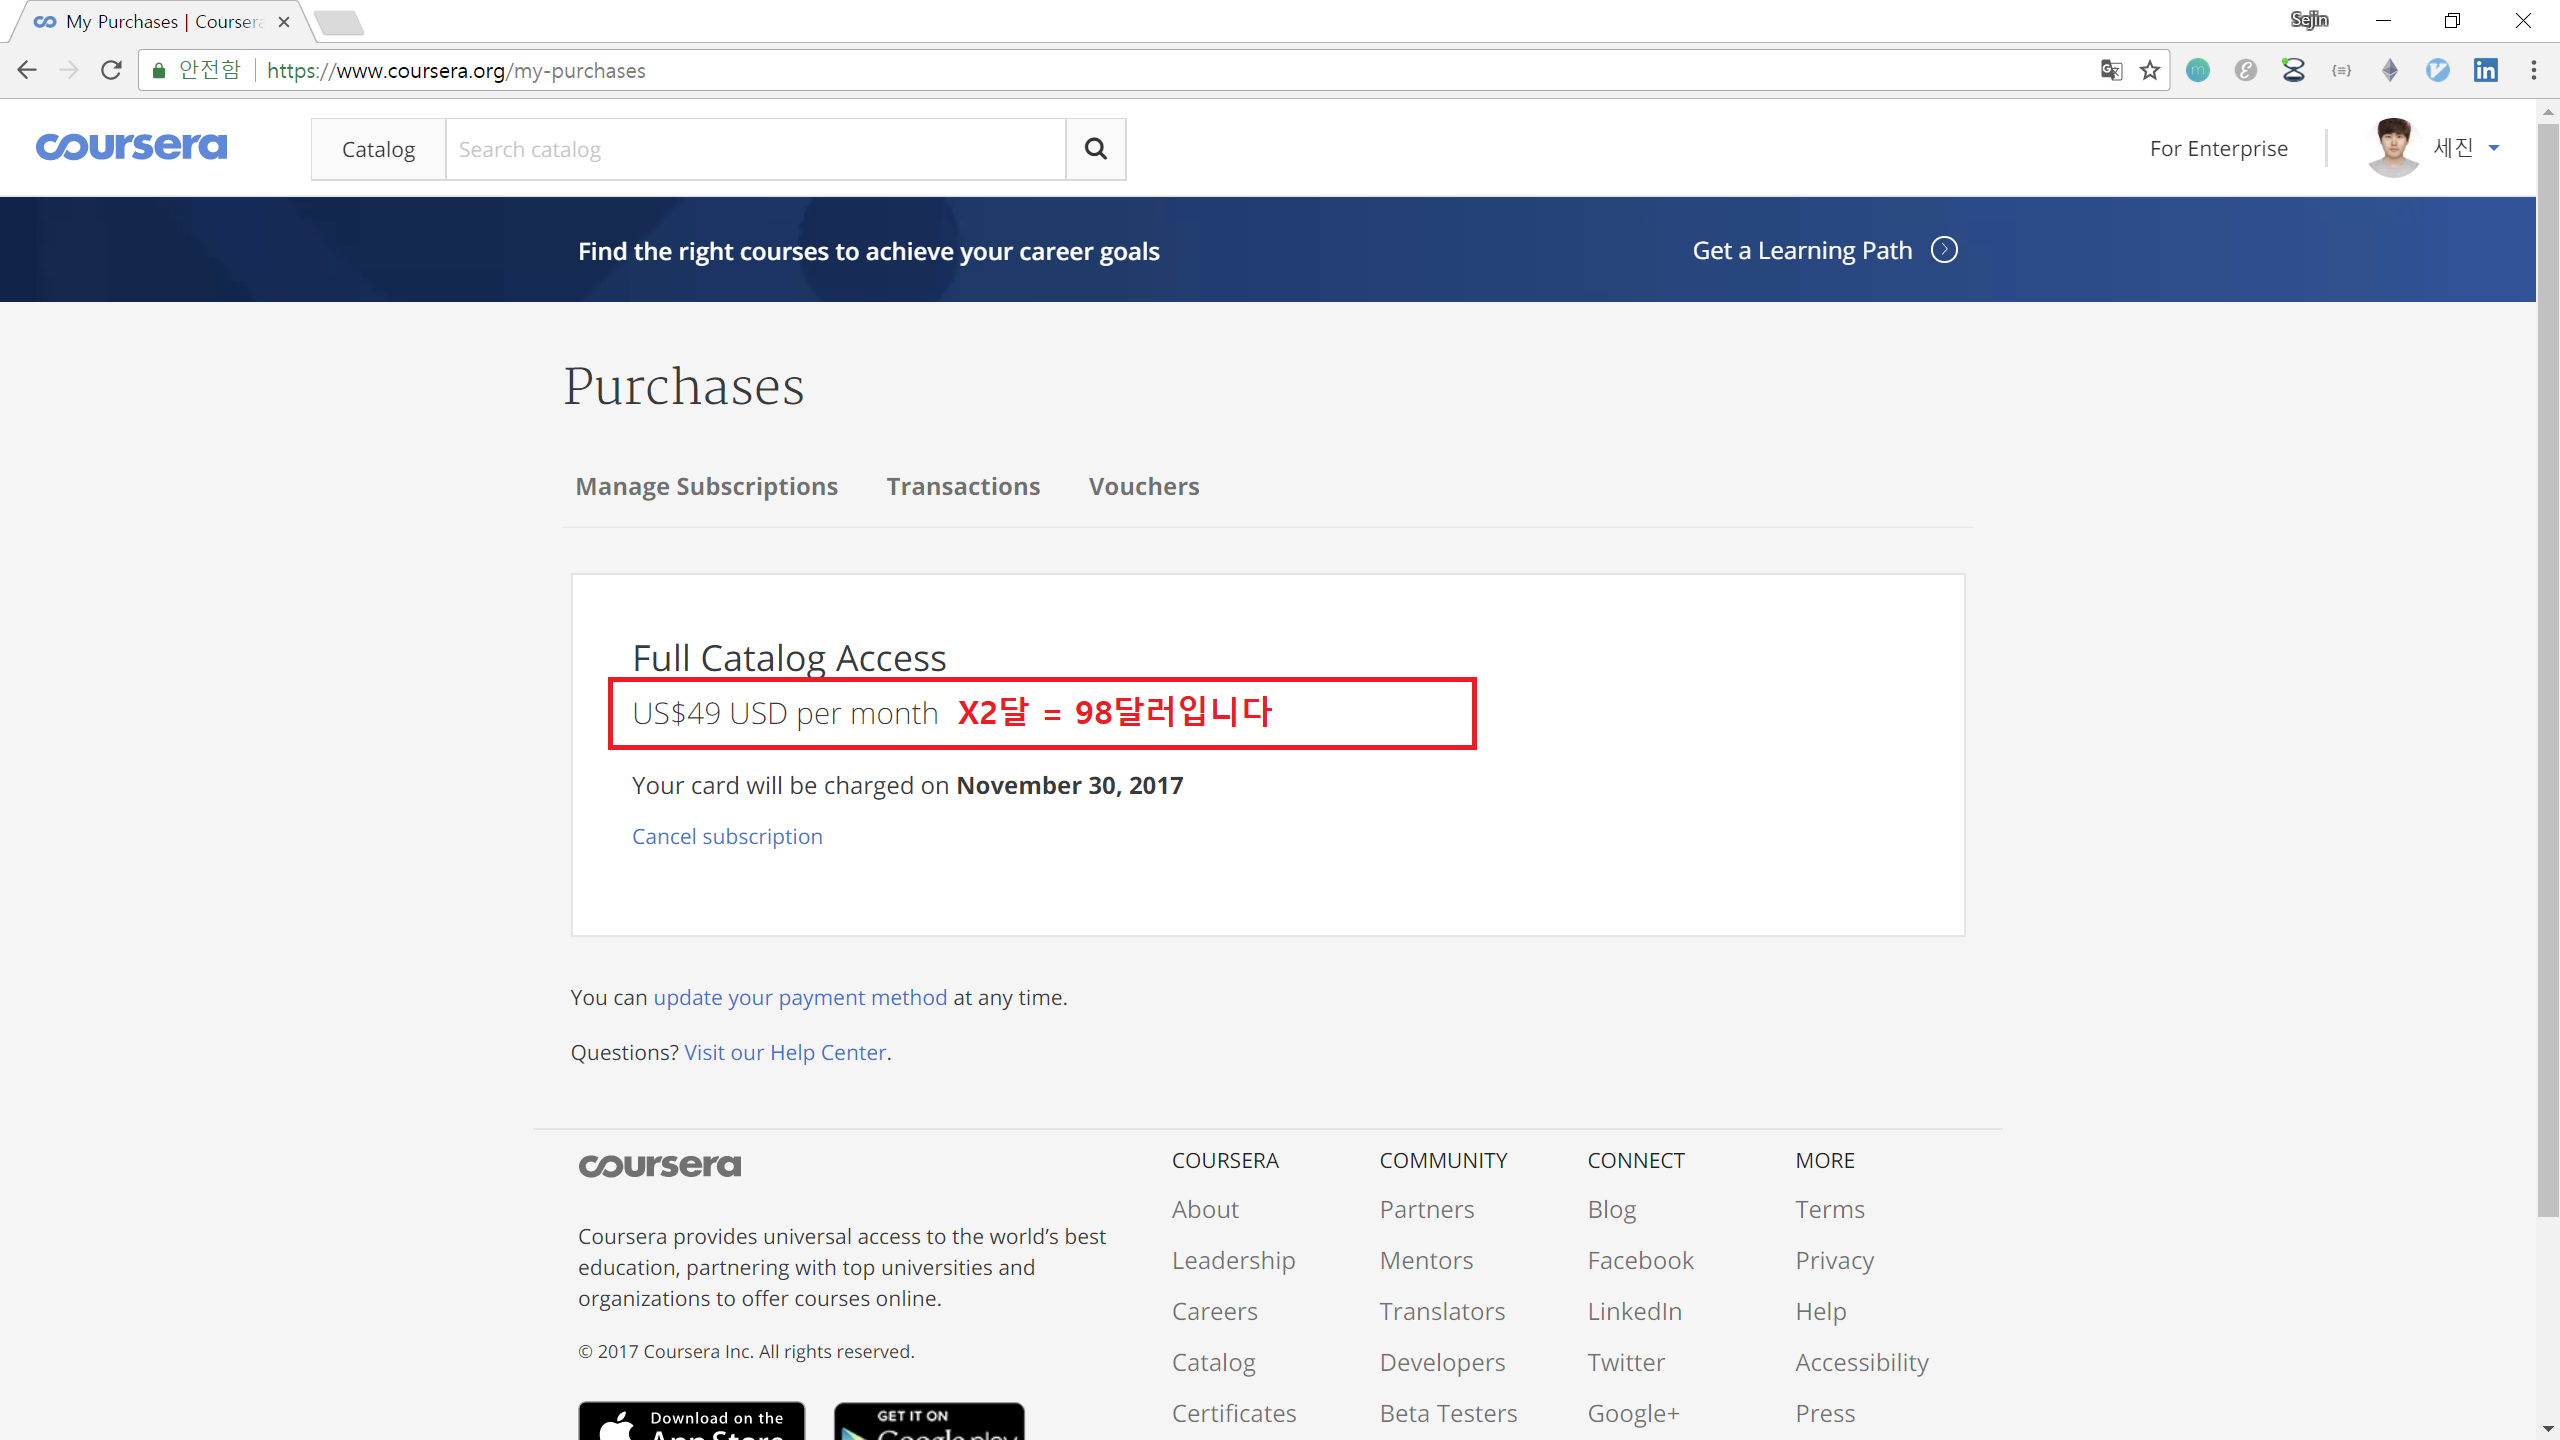 My Purchases | Coursera
Sejin
안전함 https://www.coursera.org/my-purchases
coursera
Catalog
Search catalog
For Enterprise
세진
Find the right courses to achieve your career goals
Get a Learning Path
Purchases
Manage Subscriptions Transactions Vouchers
Full Catalog Access
US$49 USD per month X2달 = 98달러입니다
Your card will be charged on November 30, 2017
Cancel subscription
You can update your payment method at any time.
Questions? Visit our Help Center.
coursera
Coursera provides universal access to the world's best
education, partnering with top universities and
organizations to offer courses online.
© 2017 Coursera Inc. All rights reserved.
Download on the
App Store
GET IT ON
Google play
COURSERA
About
Leadership
Careers
Catalog
Certificates
COMMUNITY
Partners
Mentors
Translators
Developers
Beta Testers
CONNECT
Blog
Facebook
LinkedIn
Twitter
Google+
MORE
Terms
Privacy
Help
Accessibility
Press